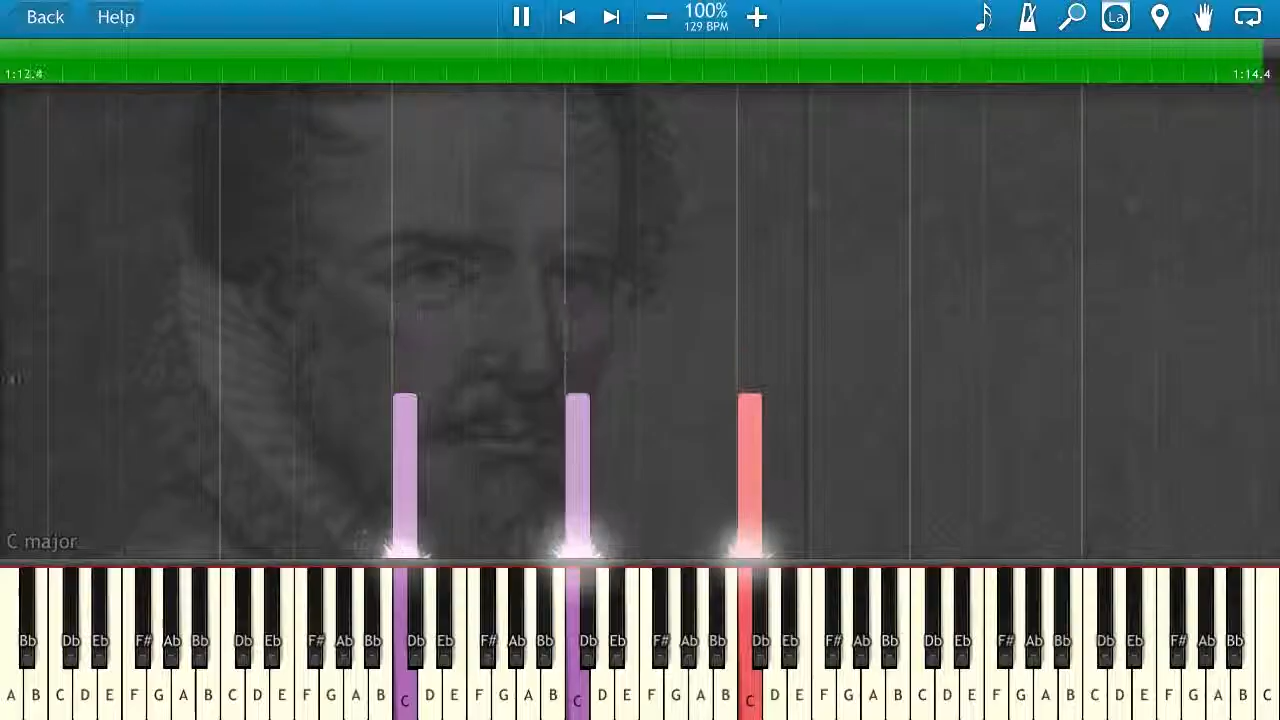 Back Help 100% La
129 BPM
1:12.4 1:14.4
C major
Bb Db Eb F# Ab Bb Db Eb F# Ab Bb Db Eb F# Ab Bb Db Eb F# Ab Bb Db Eb F# Ab Bb Db Eb F# Ab Bb Db Eb F# Ab Bb
A B C D E F G A B C D E F G A B C D E F G A B C D E F G A B C D E F G A B C D E F G A B C D E F G A B C